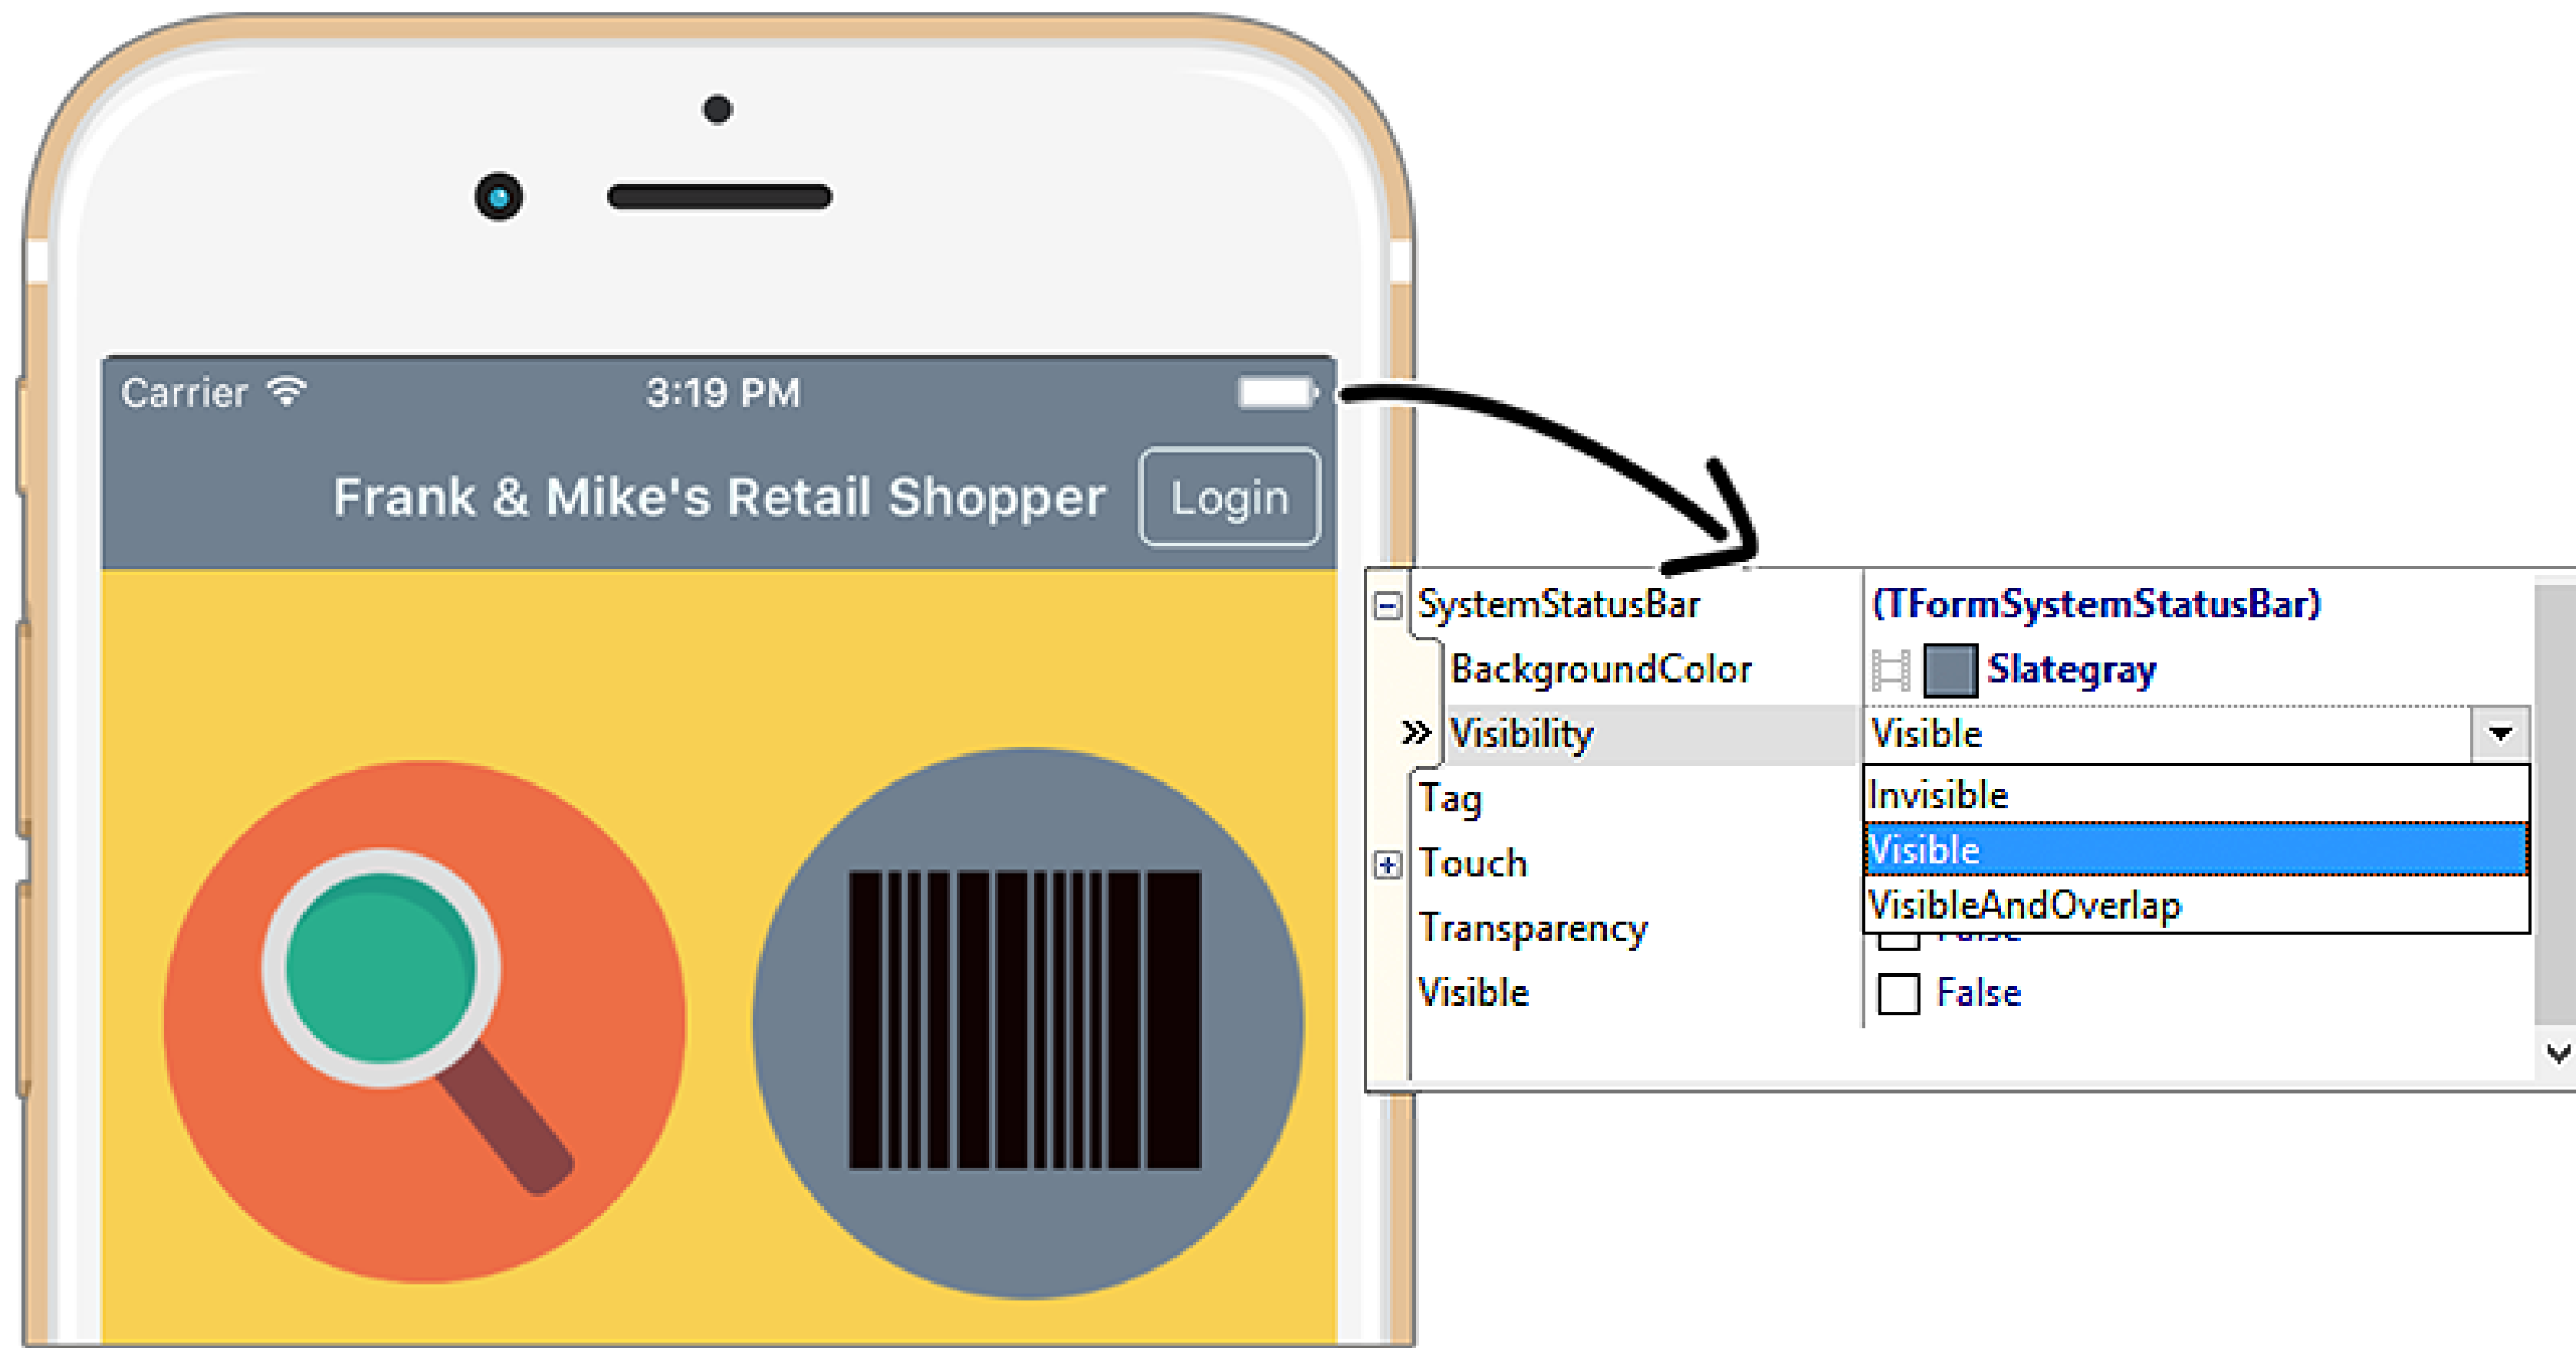 Carrier 3:19 PM
Frank & Mike's Retail Shopper Login
SystemStatusBar (TFormSystemStatusBar)
BackgroundColor Slategray
» Visibility Visible
Invisible
Visible
VisibleAndOverlap
Tag
Touch
Transparency False
Visible False